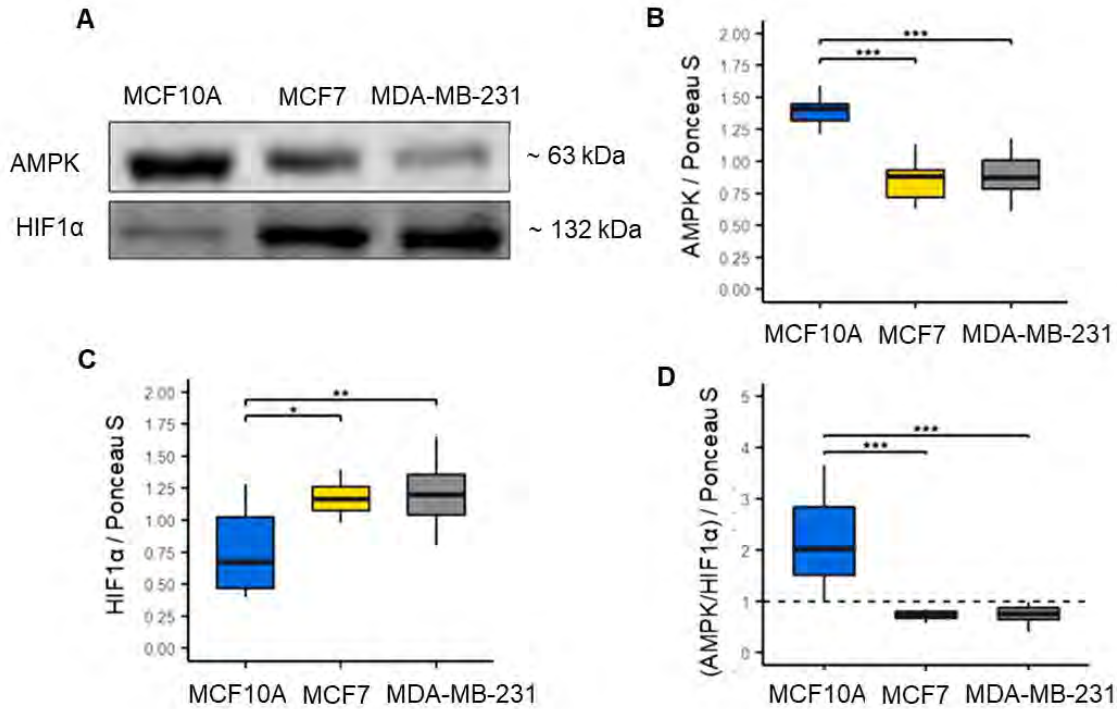 A
MCF10A MCF7 MDA-MB-231
AMPK ~ 63 kDa
HIF1α ~ 132 kDa
B
AMPK / Ponceau S
2.00
1.75
1.50
1.25
1.00
0.75
0.50
0.25
0.00
***
***
MCF10A MCF7 MDA-MB-231
C
HIF1α / Ponceau S
2.00
1.75
1.50
1.25
1.00
0.75
0.50
0.25
0.00
**
*
MCF10A MCF7 MDA-MB-231
D
(AMPK/HIF1α) / Ponceau S
5
4
3
2
1
0
***
***
MCF10A MCF7 MDA-MB-231